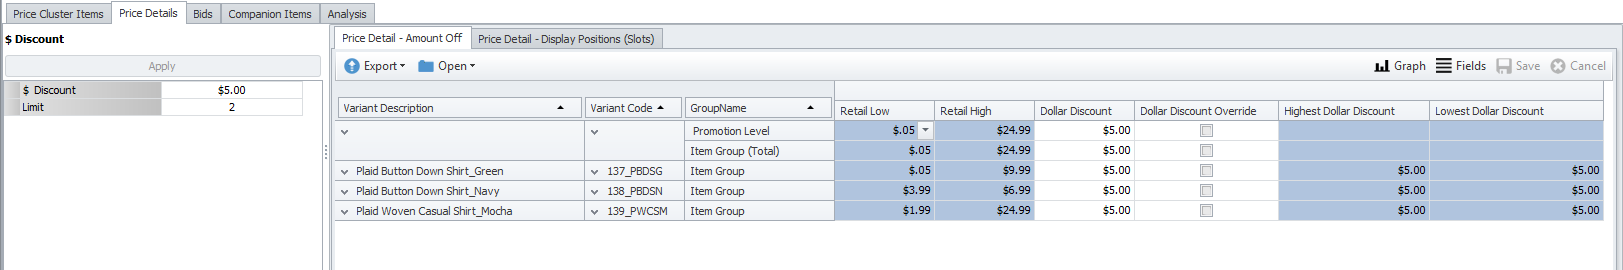 Price Cluster Items Price Details Bids Companion Items Analysis
$ Discount
Apply
$ Discount $5.00
Limit 2
Price Detail - Amount Off Price Detail - Display Positions (Slots)
Export Open Graph Fields Save Cancel
Variant Description Variant Code GroupName Retail Low Retail High Dollar Discount Dollar Discount Override Highest Dollar Discount Lowest Dollar Discount
Promotion Level $.05 $24.99 $5.00
Item Group (Total) $.05 $24.99 $5.00
Plaid Button Down Shirt_Green 137_PBDSG Item Group $.05 $9.99 $5.00 $5.00 $5.00
Plaid Button Down Shirt_Navy 138_PBDSN Item Group $3.99 $6.99 $5.00 $5.00 $5.00
Plaid Woven Casual Shirt_Mocha 139_PWCSM Item Group $1.99 $24.99 $5.00 $5.00 $5.00